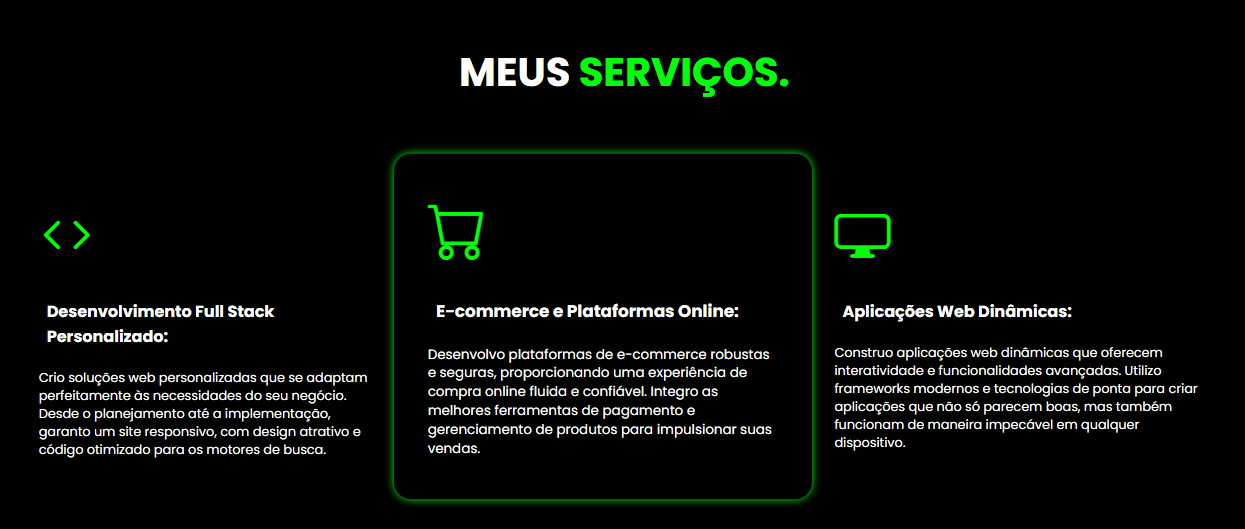 MEUS SERVIÇOS.
Desenvolvimento Full Stack
Personalizado:
Crio soluções web personalizadas que se adaptam
perfeitamente às necessidades do seu negócio.
Desde o planejamento até a implementação,
garanto um site responsivo, com design atrativo e
código otimizado para os motores de busca.
E-commerce e Plataformas Online:
Desenvolvo plataformas de e-commerce robustas
e seguras, proporcionando uma experiência de
compra online fluida e confiável. Integro as
melhores ferramentas de pagamento e
gerenciamento de produtos para impulsionar suas
vendas.
Aplicações Web Dinâmicas:
Construo aplicações web dinâmicas que oferecem
interatividade e funcionalidades avançadas. Utilizo
frameworks modernos e tecnologias de ponta para criar
aplicações que não só parecem boas, mas também
funcionam de maneira impecável em qualquer
dispositivo.